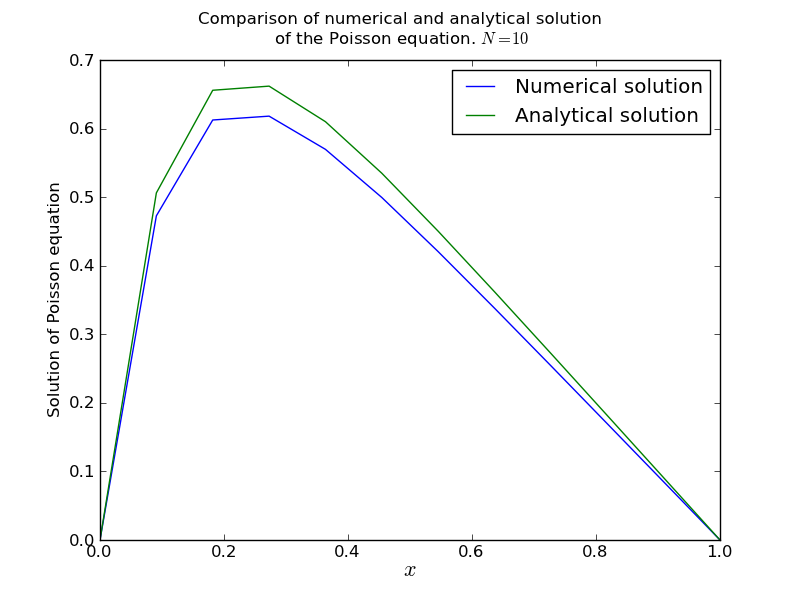 Comparison of numerical and analytical solution
of the Poisson equation. N = 10
0.7
0.6
0.5
0.4
0.3
0.2
0.1
0.0
Solution of Poisson equation
Numerical solution
Analytical solution
0.0 0.2 0.4 0.6 0.8 1.0
x